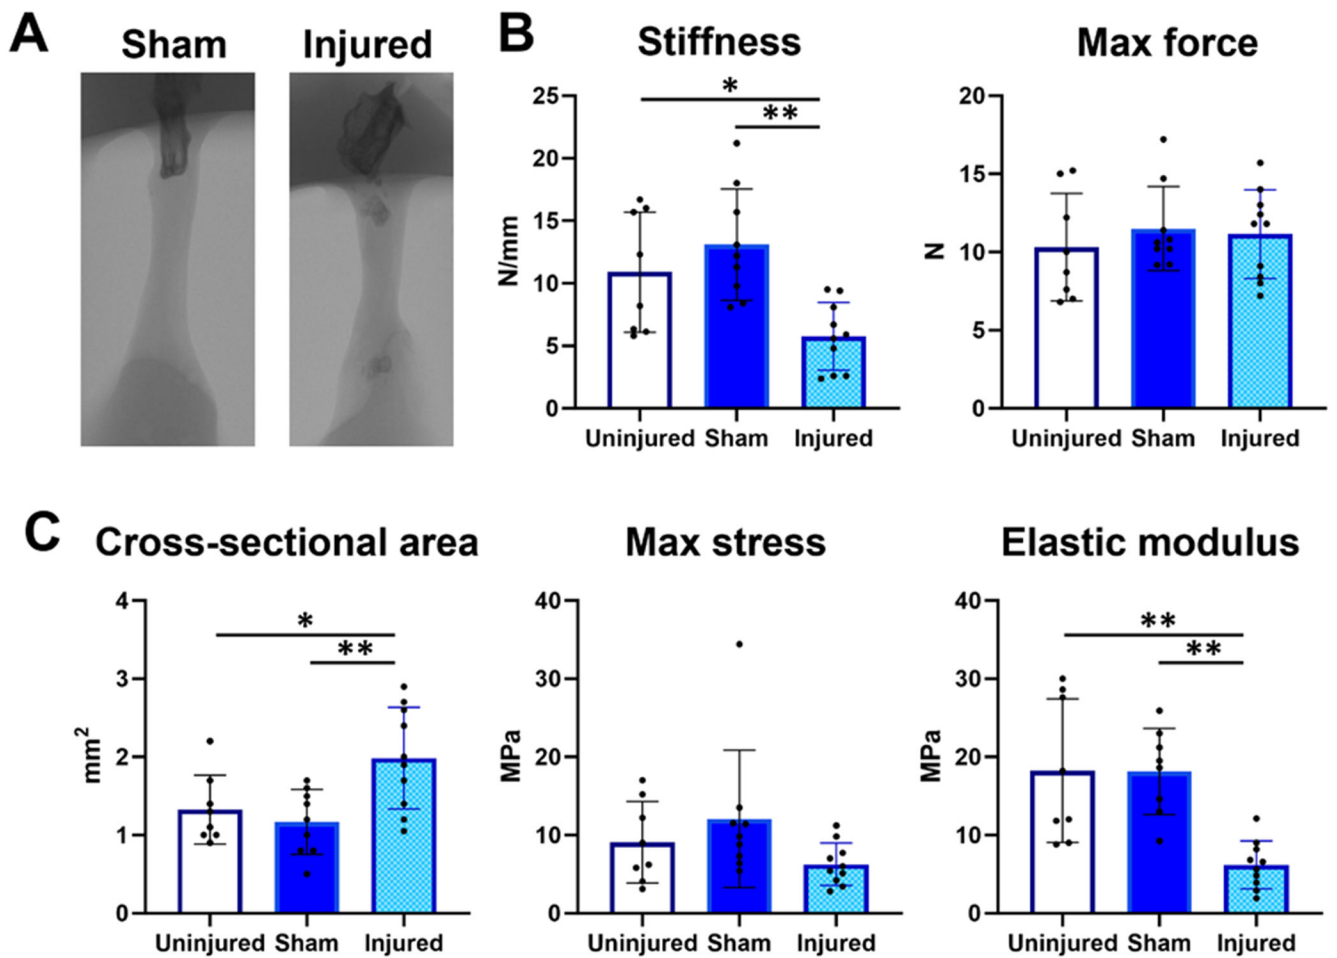 A
Sham Injured
B
Stiffness
*
**
25
20
15
10
5
0
N/mm
Uninjured Sham Injured
Max force
20
15
10
5
0
N
Uninjured Sham Injured
C
Cross-sectional area
*
**
4
3
2
1
0
mm²
Uninjured Sham Injured
Max stress
40
30
20
10
0
MPa
Uninjured Sham Injured
Elastic modulus
**
**
40
30
20
10
0
MPa
Uninjured Sham Injured